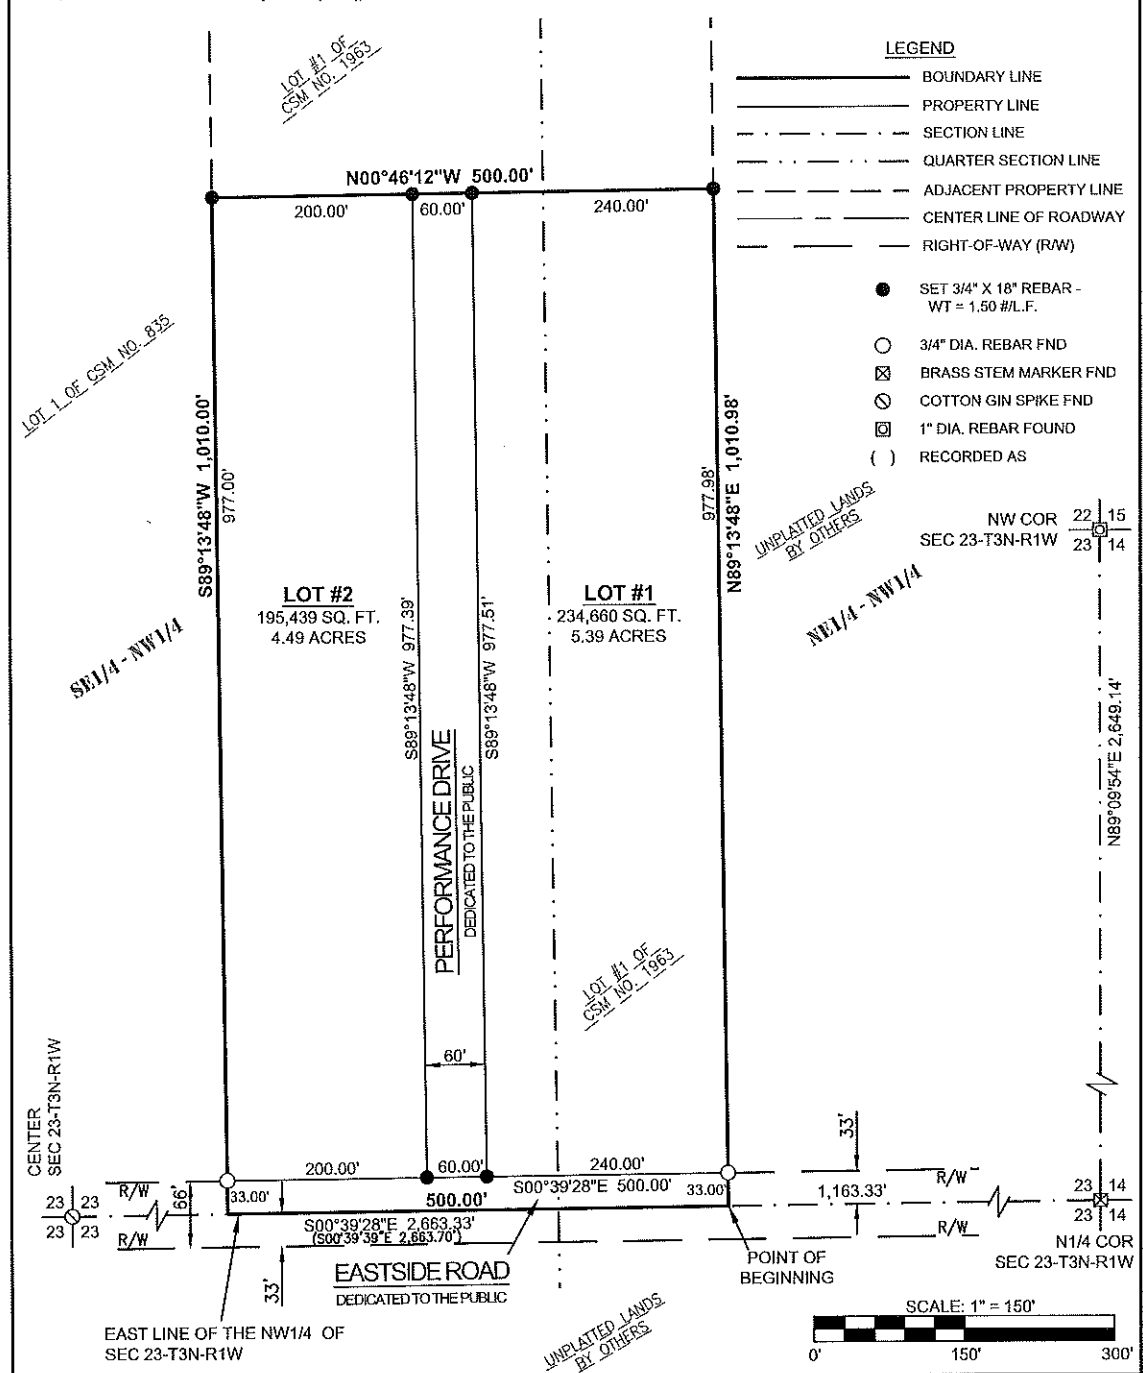 LOT #1 OF
CSM NO. 1963
LEGEND
BOUNDARY LINE
PROPERTY LINE
SECTION LINE
QUARTER SECTION LINE
ADJACENT PROPERTY LINE
CENTER LINE OF ROADWAY
RIGHT-OF-WAY (R/W)
SET 3/4" X 18" REBAR -
WT = 1.50 #/L.F.
3/4" DIA. REBAR FND
BRASS STEM MARKER FND
COTTON GIN SPIKE FND
1" DIA. REBAR FOUND
( ) RECORDED AS
N00°46'12"W 500.00'
200.00'
60.00'
240.00'
LOT 1 OF CSM NO. 835
S89°13'48"W 1,010.00'
977.00'
N89°13'48"E 1,010.98'
977.98'
UNPLATTED LANDS
BY OTHERS
NW COR
SEC 23-T3N-R1W
22 15
23 14
LOT #2
195,439 SQ. FT.
4.49 ACRES
LOT #1
234,660 SQ. FT.
5.39 ACRES
SE1/4 - NW1/4
NE1/4 - NW1/4
S89°13'48"W 977.39'
S89°13'48"W 977.51'
N89°09'54"E 2,649.14'
PERFORMANCE DRIVE
DEDICATED TO THE PUBLIC
LOT #1 OF
CSM NO. 1963
60'
CENTER
SEC 23-T3N-R1W
23 23
23 23
R/W
R/W
66'
33.00'
200.00'
60.00'
240.00'
S00°39'28"E 500.00'
33.00'
500.00'
S00°39'28"E 2,663.33'
(S00°39'39"E 2,663.70')
33'
33'
1,163.33'
R/W
R/W
23 14
23 14
N1/4 COR
SEC 23-T3N-R1W
POINT OF
BEGINNING
EASTSIDE ROAD
DEDICATED TO THE PUBLIC
EAST LINE OF THE NW1/4 OF
SEC 23-T3N-R1W
UNPLATTED LANDS
BY OTHERS
SCALE: 1" = 150'
0' 150' 300'